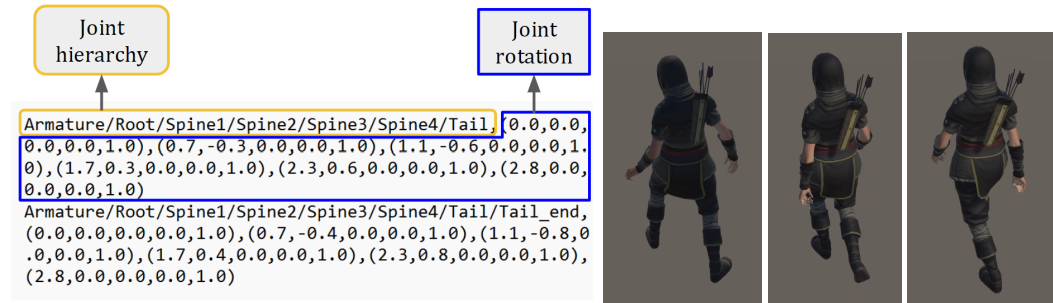 Joint
hierarchy
Joint
rotation
Armature/Root/Spine1/Spine2/Spine3/Spine4/Tail,(0.0,0.0,
0.0,0.0,1.0),(0.7,-0.3,0.0,0.0,1.0),(1.1,-0.6,0.0,0.0,1.
0),(1.7,0.3,0.0,0.0,1.0),(2.3,0.6,0.0,0.0,1.0),(2.8,0.0,
0.0,0.0,1.0)
Armature/Root/Spine1/Spine2/Spine3/Spine4/Tail/Tail_end,
(0.0,0.0,0.0,0.0,1.0),(0.7,-0.4,0.0,0.0,1.0),(1.1,-0.8,0
.0,0.0,1.0),(1.7,0.4,0.0,0.0,1.0),(2.3,0.8,0.0,0.0,1.0),
(2.8,0.0,0.0,0.0,1.0)